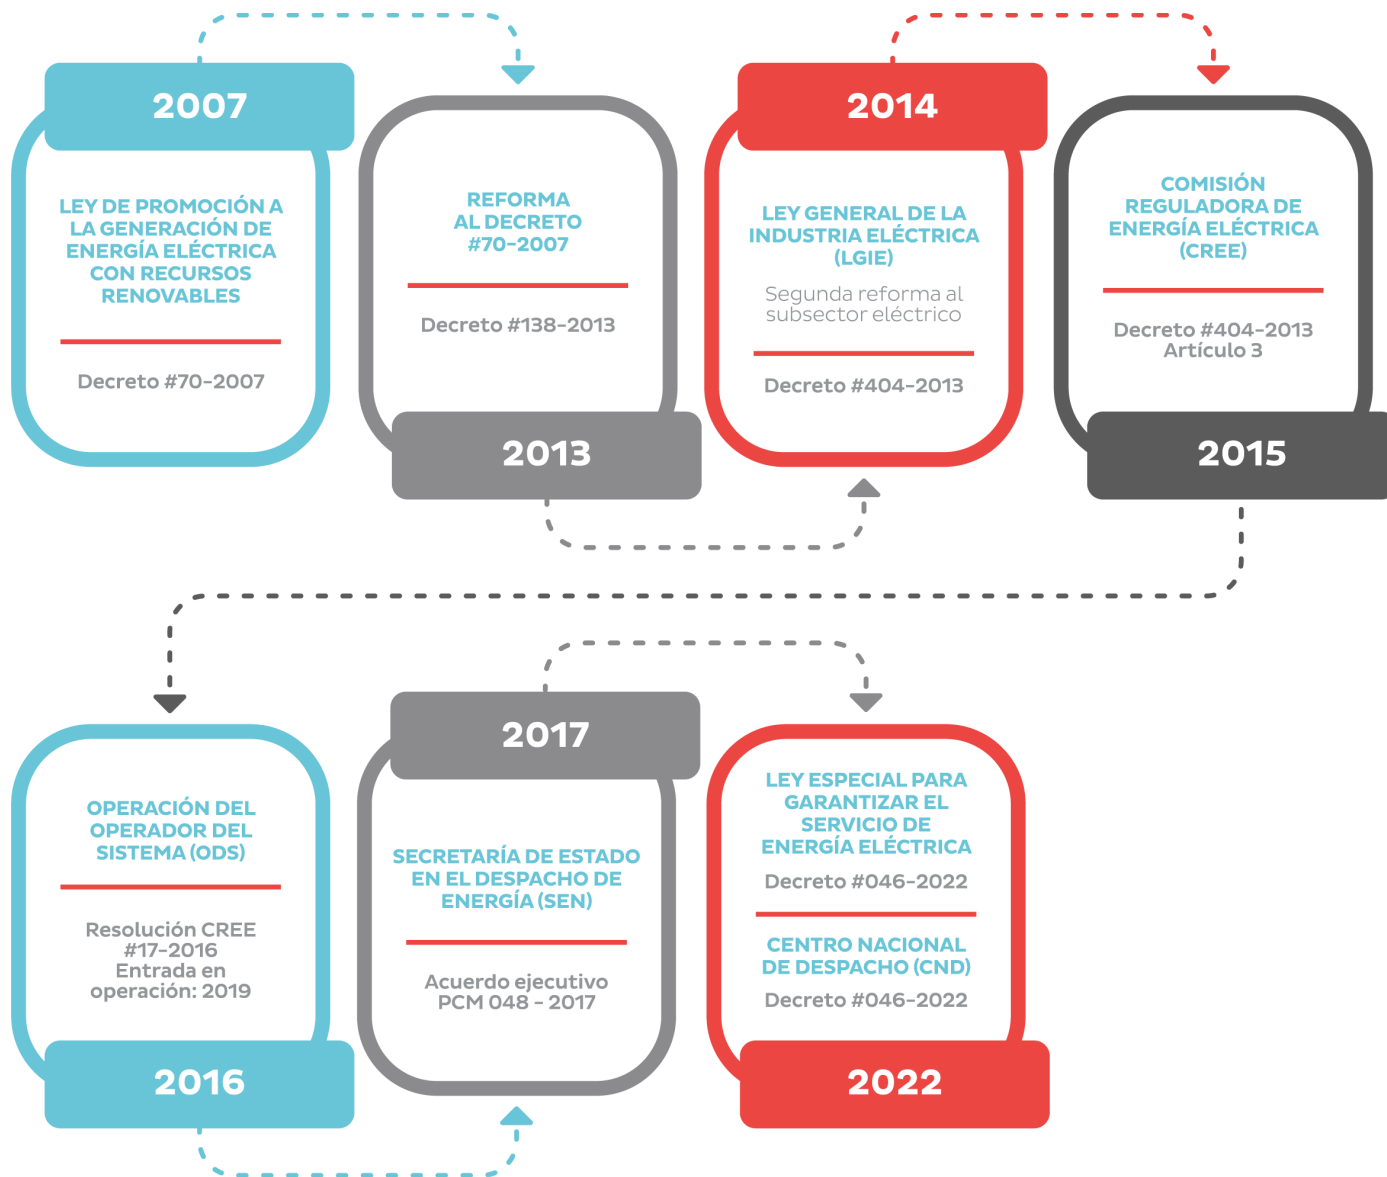 2007
LEY DE PROMOCIÓN A
LA GENERACIÓN DE
ENERGÍA ELÉCTRICA
CON RECURSOS
RENOVABLES
Decreto #70-2007
REFORMA
AL DECRETO
#70-2007
Decreto #138-2013
2013
2014
LEY GENERAL DE LA
INDUSTRIA ELÉCTRICA
(LGIE)
Segunda reforma al
subsector eléctrico
Decreto #404-2013
COMISIÓN
REGULADORA DE
ENERGÍA ELÉCTRICA
(CREE)
Decreto #404-2013
Artículo 3
2015
OPERACIÓN DEL
OPERADOR DEL
SISTEMA (ODS)
Resolución CREE
#17-2016
Entrada en
operación: 2019
2016
2017
SECRETARÍA DE ESTADO
EN EL DESPACHO DE
ENERGÍA (SEN)
Acuerdo ejecutivo
PCM 048 - 2017
LEY ESPECIAL PARA
GARANTIZAR EL
SERVICIO DE
ENERGÍA ELÉCTRICA
Decreto #046-2022
CENTRO NACIONAL
DE DESPACHO (CND)
Decreto #046-2022
2022